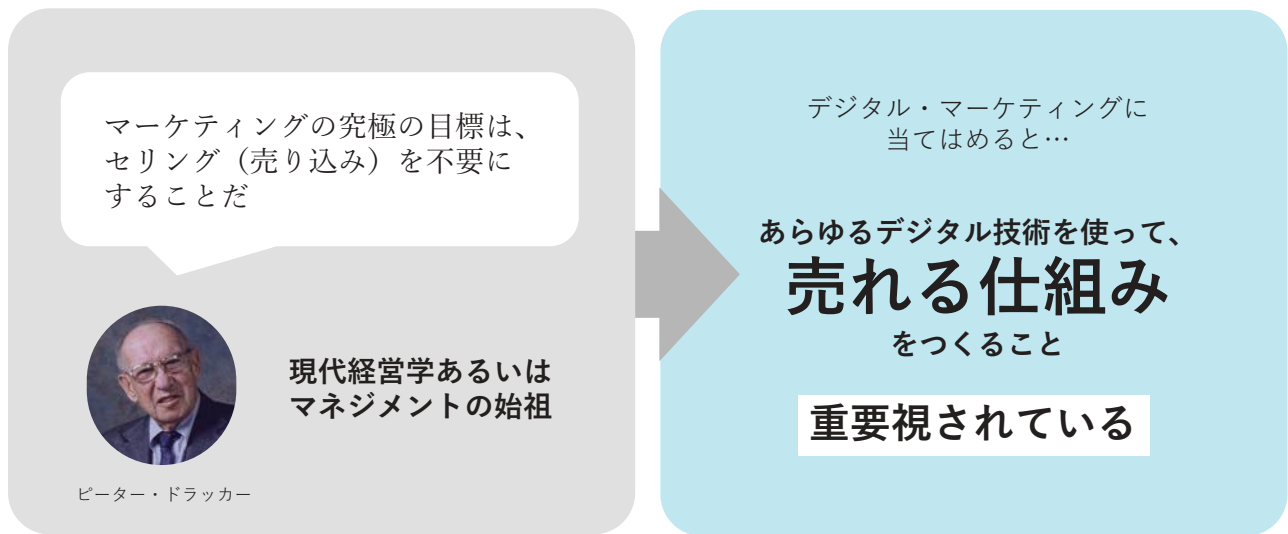 マーケティングの究極の目標は、
セリング（売り込み）を不要に
することだ
現代経営学あるいは
マネジメントの始祖
ピーター・ドラッカー
デジタル・マーケティングに
当てはめると…
あらゆるデジタル技術を使って、
売れる仕組み
をつくること
重要視されている